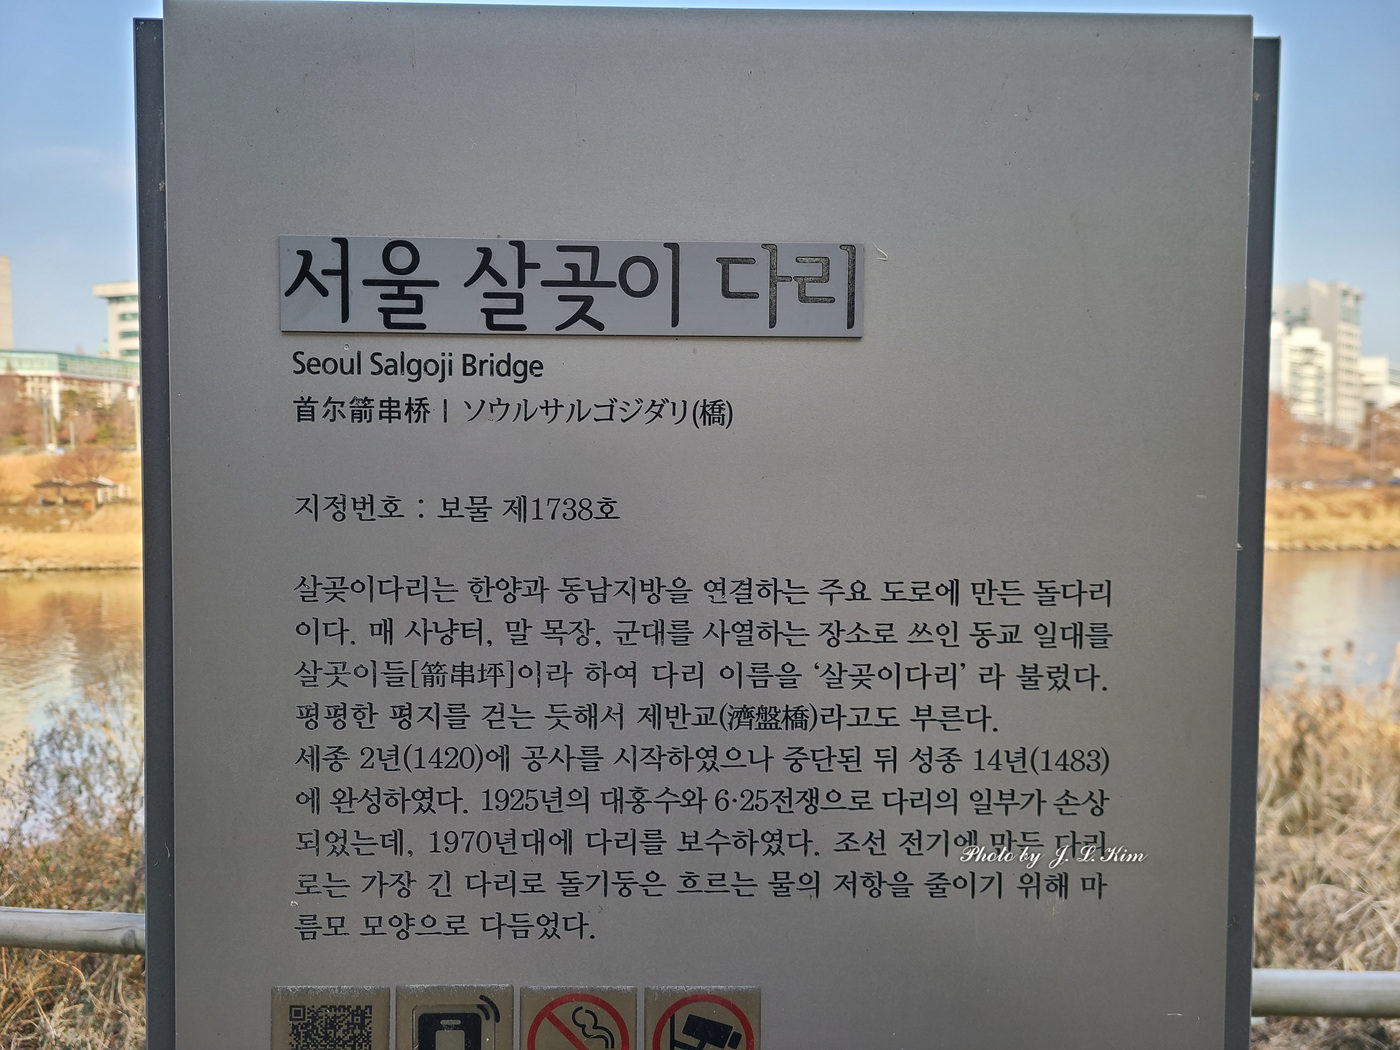 서울 살곶이 다리
Seoul Salgoji Bridge
首尔箭串桥 | ソウルサルゴジダリ(橋)
지정번호 : 보물 제1738호
살곶이다리는 한양과 동남지방을 연결하는 주요 도로에 만든 돌다리
이다. 매 사냥터, 말 목장, 군대를 사열하는 장소로 쓰인 동교 일대를
살곶이들[箭串坪]이라 하여 다리 이름을 ‘살곶이다리’ 라 불렀다.
평평한 평지를 걷는 듯해서 제반교(濟盤橋)라고도 부른다.
세종 2년(1420)에 공사를 시작하였으나 중단된 뒤 성종 14년(1483)
에 완성하였다. 1925년의 대홍수와 6·25전쟁으로 다리의 일부가 손상
되었는데, 1970년대에 다리를 보수하였다. 조선 전기에 만든 다리
로는 가장 긴 다리로 돌기둥은 흐르는 물의 저항을 줄이기 위해 마
름모 모양으로 다듬었다.
Photo by J. L. Kim